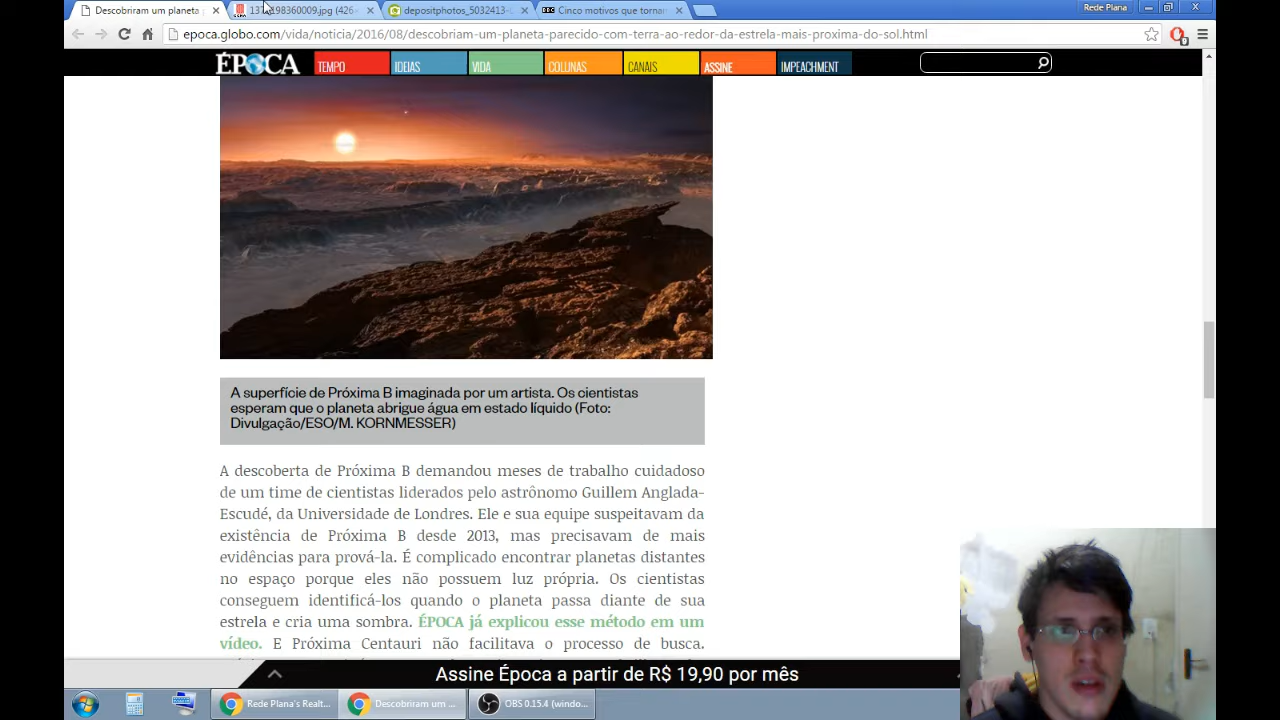 Descobriram um planeta
1371198360009.jpg (426×
depositphotos_5032413-
BBC Cinco motivos que tornam
Rede Plana
epoca.globo.com/vida/noticia/2016/08/descobriam-um-planeta-parecido-com-terra-ao-redor-da-estrela-mais-proxima-do-sol.html
ÉPOCA TEMPO IDEIAS VIDA COLUNAS CANAIS ASSINE IMPEACHMENT
A superfície de Próxima B imaginada por um artista. Os cientistas
esperam que o planeta abrigue água em estado líquido (Foto:
Divulgação/ESO/M. KORNMESSER)
A descoberta de Próxima B demandou meses de trabalho cuidadoso
de um time de cientistas liderados pelo astrônomo Guillem Anglada-
Escudé, da Universidade de Londres. Ele e sua equipe suspeitavam da
existência de Próxima B desde 2013, mas precisavam de mais
evidências para prová-la. É complicado encontrar planetas distantes
no espaço porque eles não possuem luz própria. Os cientistas
conseguem identificá-los quando o planeta passa diante de sua
estrela e cria uma sombra. ÉPOCA já explicou esse método em um
vídeo. E Próxima Centauri não facilitava o processo de busca.
Assine Época a partir de R$ 19,90 por mês
Rede Plana's Realt...
Descobriram um ...
OBS 0.15.4 (windo...